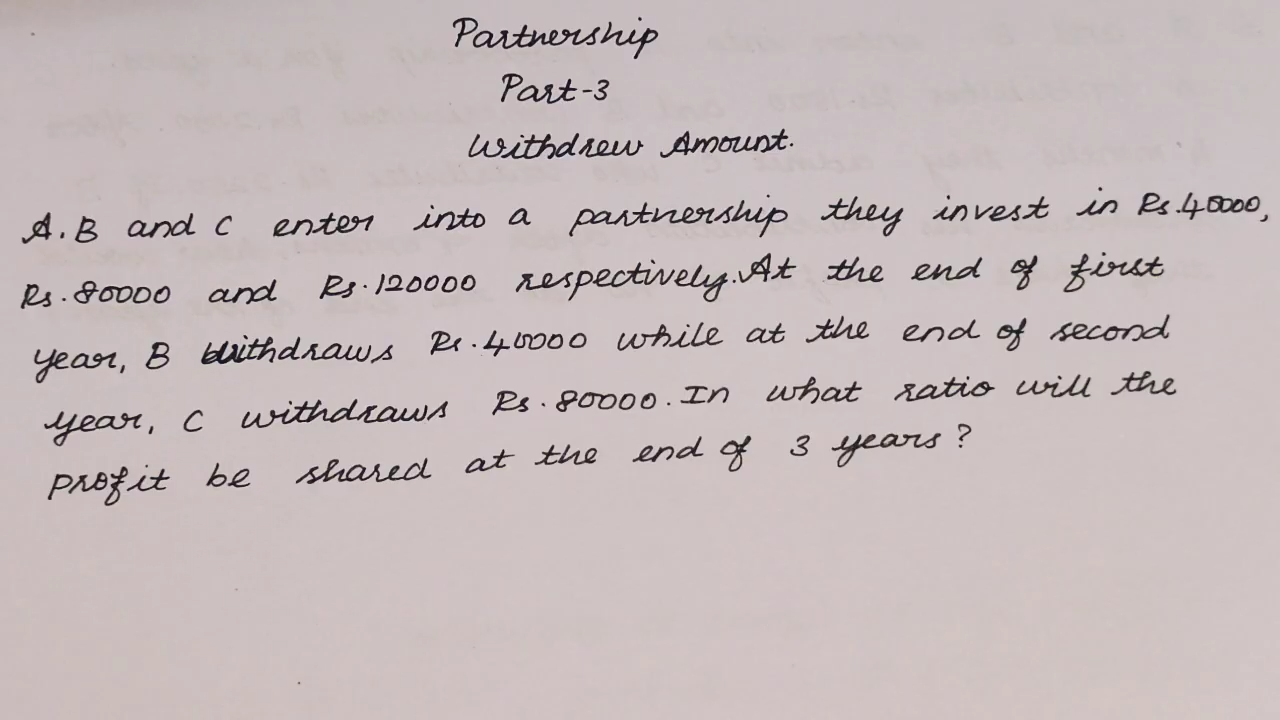 Partnership
Part-3
Withdrew Amount.
A.B and C enter into a partnership they invest in Rs.40000,
Rs.80000 and Rs.120000 respectively.At the end of first
year, B withdraws Rs.40000 while at the end of second
year, C withdraws Rs.80000.In what ratio will the
profit be shared at the end of 3 years?